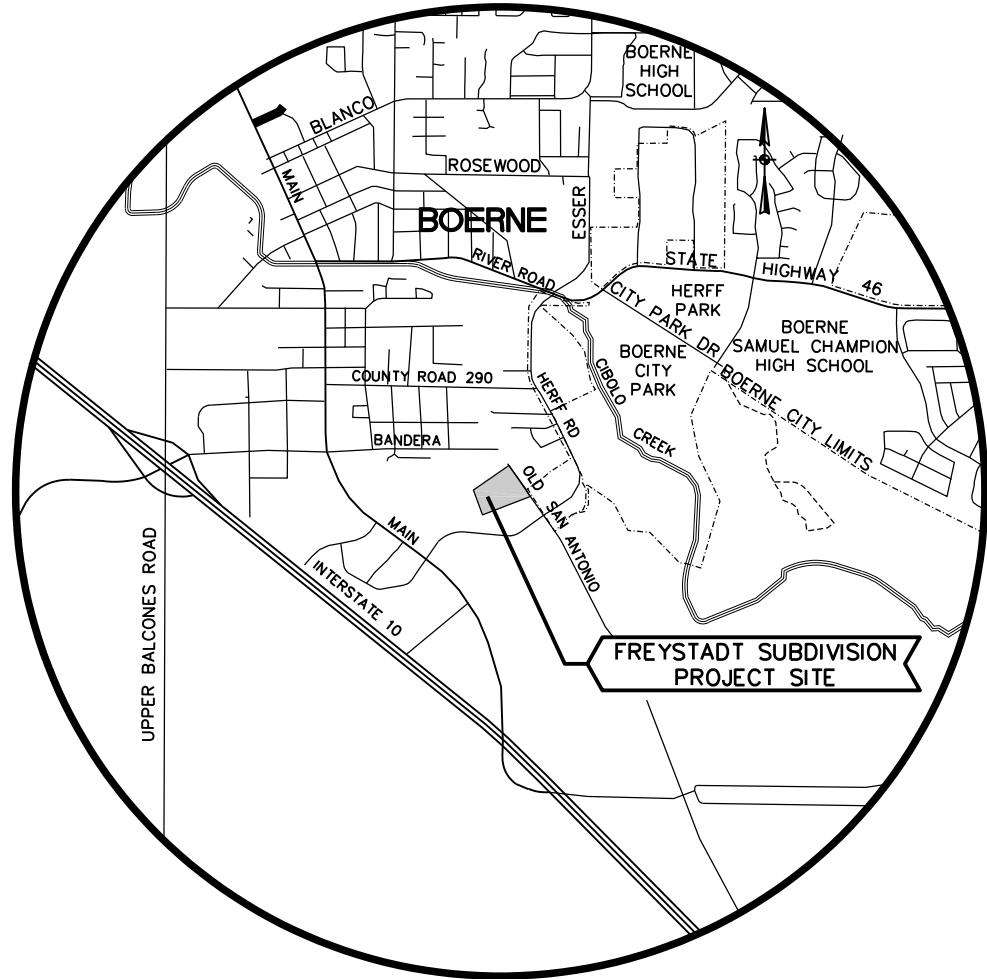 BOERNE
HIGH
SCHOOL
BLANCO
ROSEWOOD
MAIN
ESSER
BOERNE
RIVER ROAD
STATE HIGHWAY 46
CITY PARK DR
HERFF
PARK
BOERNE
SAMUEL CHAMPION
HIGH SCHOOL
BOERNE
CITY
PARK
CIBOLO CREEK
COUNTY ROAD 290
HERFF RD
BOERNE CITY LIMITS
BANDERA
OLD SAN ANTONIO
MAIN
INTERSTATE 10
UPPER BALCONES ROAD
FREYSTADT SUBDIVISION
PROJECT SITE